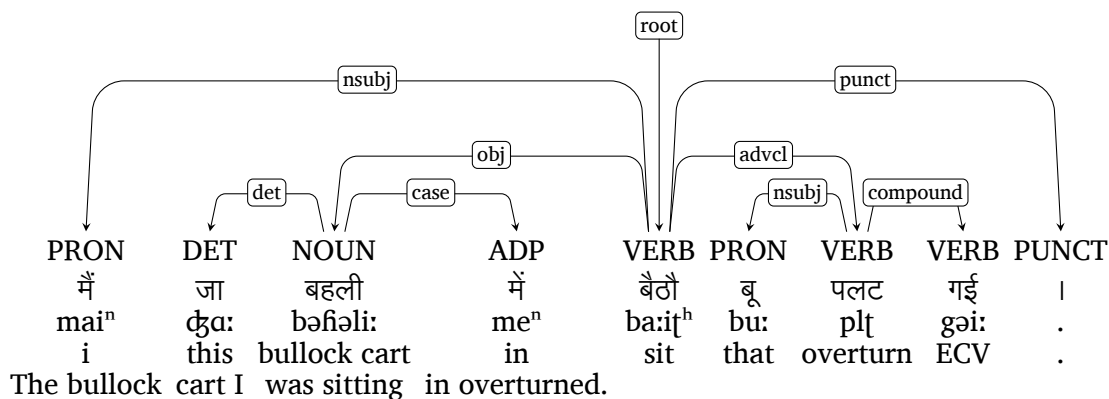 root
nsubj punct
obj advcl
det case nsubj compound
PRON DET NOUN ADP VERB PRON VERB VERB PUNCT
मैं जा बहली में बैठौ बू पलट गई ।
maiⁿ ʤɑː bəɦəliː meⁿ baːiʈʰ buː plʈ gəiː .
i this bullock cart in sit that overturn ECV .
The bullock cart I was sitting in overturned.